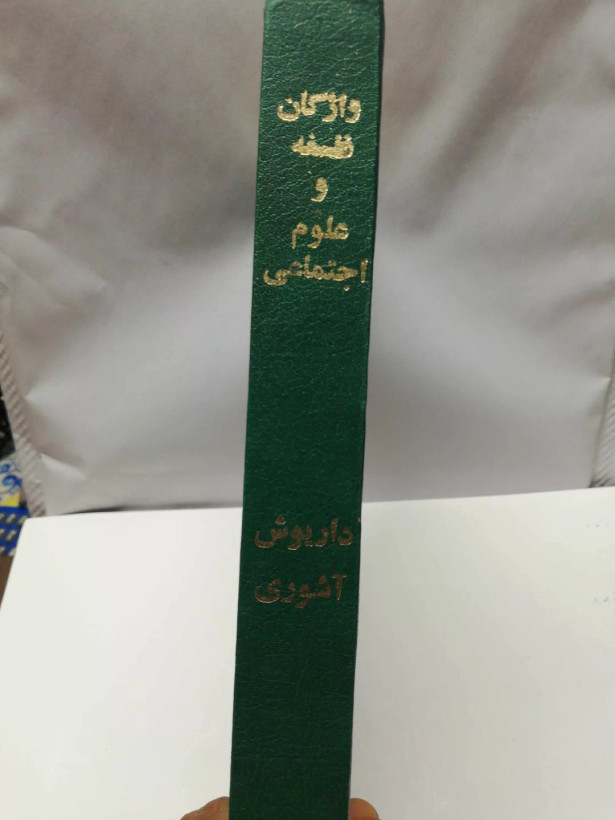 واژگان
فلسفه
و
علوم
اجتماعی
داریوش
آشوری